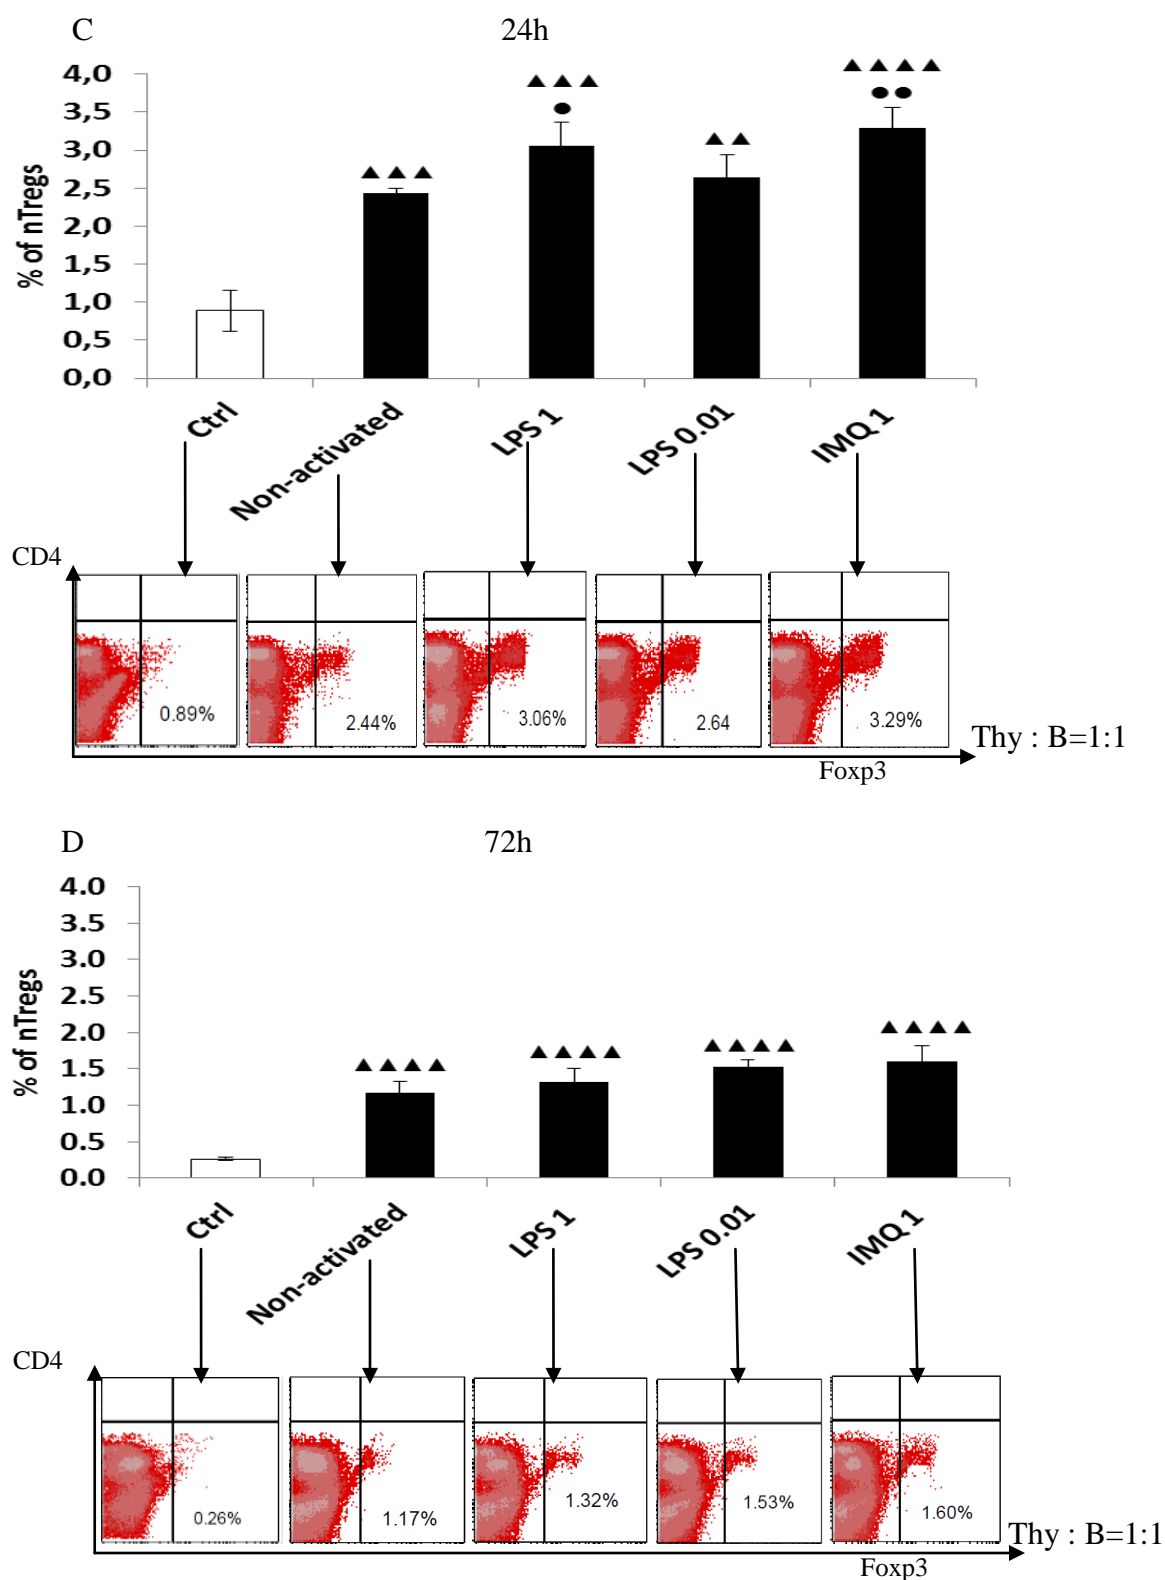 C
24h
4,0
3,5
3,0
2,5
2,0
1,5
1,0
0,5
0,0
% of nTregs
Ctrl
Non-activated
LPS 1
LPS 0.01
IMQ 1
CD4
0.89%
2.44%
3.06%
2.64
3.29%
Thy : B=1:1
Foxp3
D
72h
4.0
3.5
3.0
2.5
2.0
1.5
1.0
0.5
0.0
% of nTregs
Ctrl
Non-activated
LPS 1
LPS 0.01
IMQ 1
CD4
0.26%
1.17%
1.32%
1.53%
1.60%
Thy : B=1:1
Foxp3